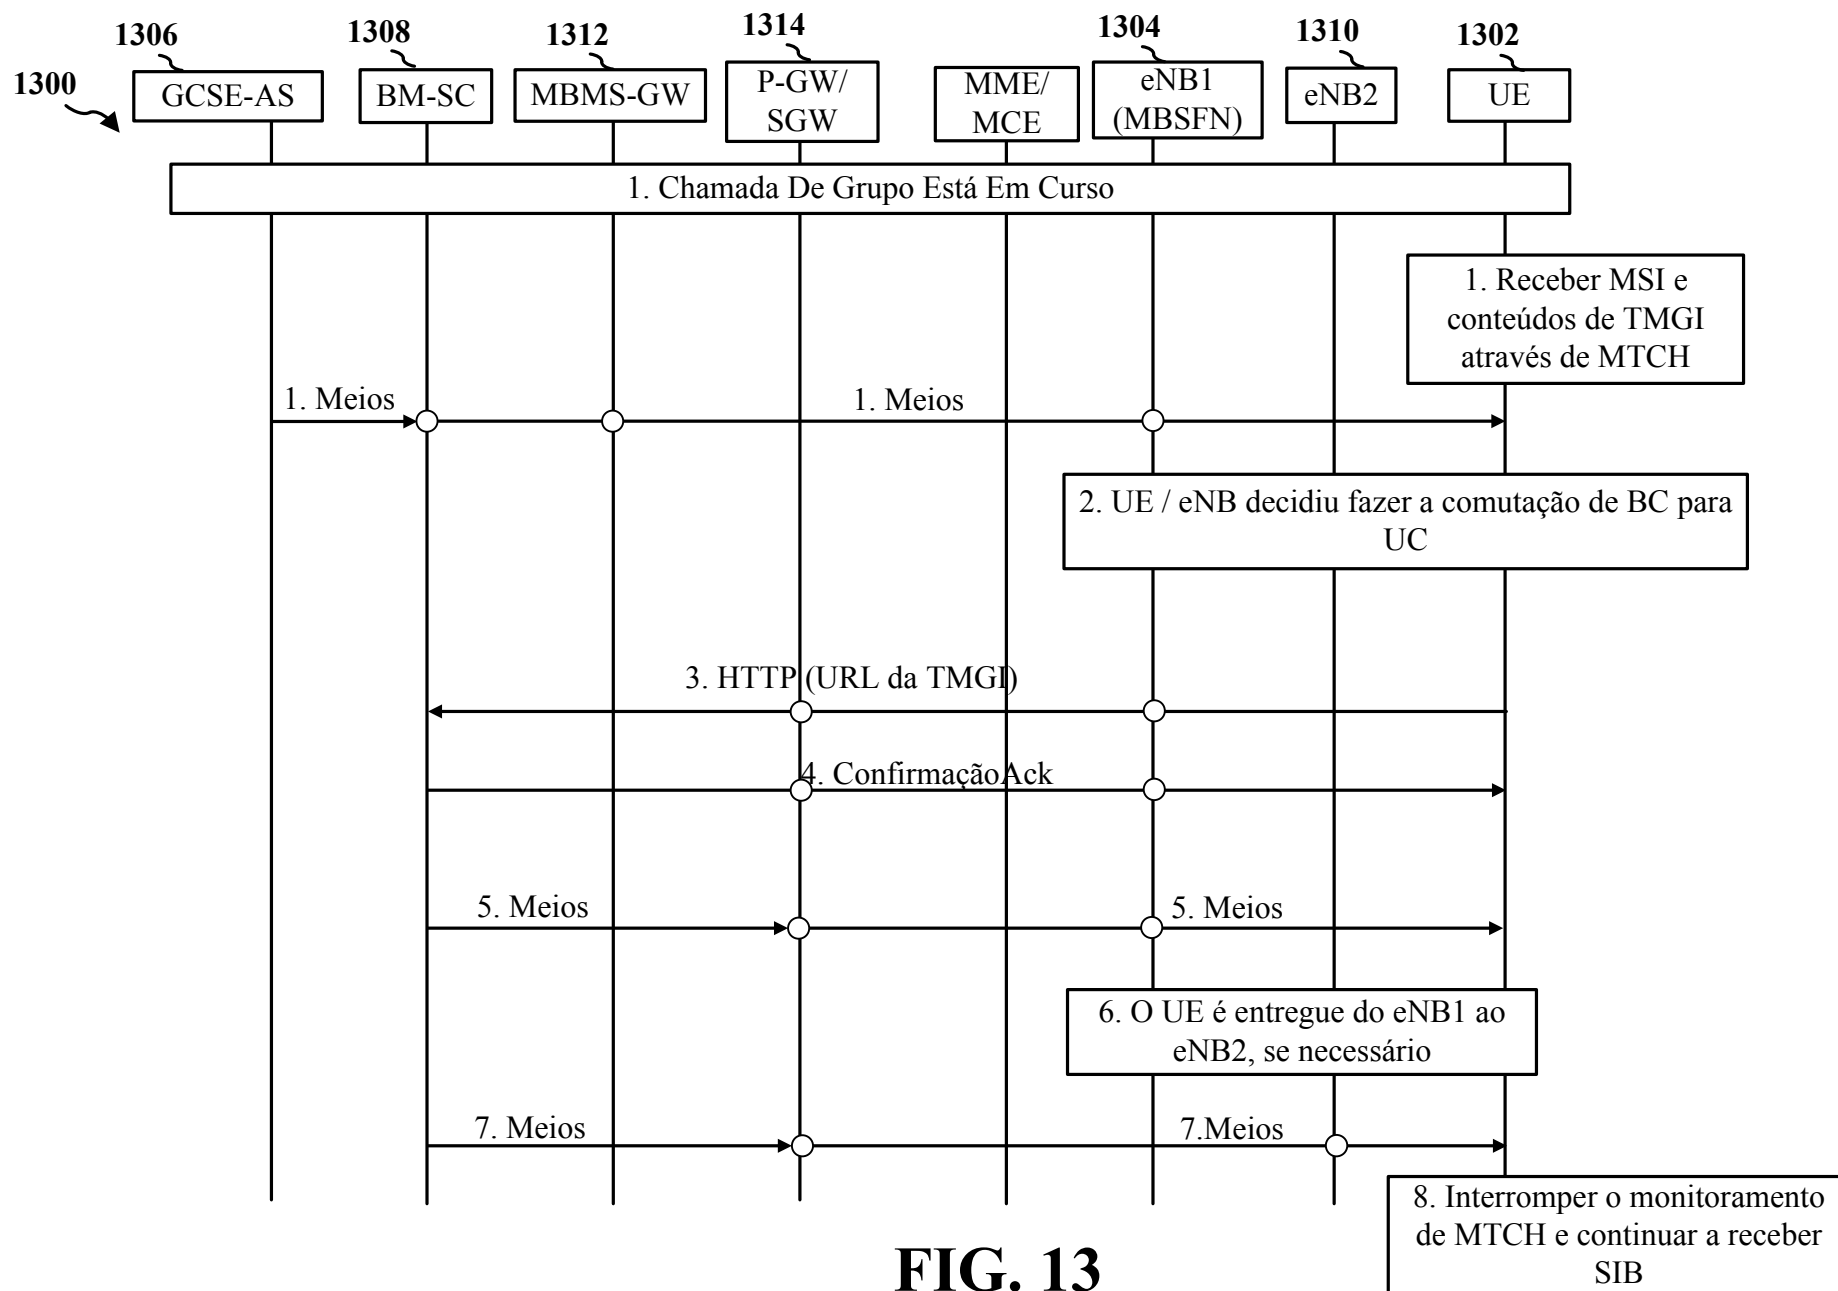 1306
1308
1312
1314
1304
1310
1302
1300
GCSE-AS
BM-SC
MBMS-GW
P-GW/
SGW
MME/
MCE
eNB1
(MBSFN)
eNB2
UE
1. Chamada De Grupo Está Em Curso
1. Receber MSI e
conteúdos de TMGI
através de MTCH
1. Meios
1. Meios
2. UE / eNB decidiu fazer a comutação de BC para
UC
3. HTTP (URL da TMGI)
4. ConfirmaçãoAck
5. Meios
5. Meios
6. O UE é entregue do eNB1 ao
eNB2, se necessário
7. Meios
7.Meios
8. Interromper o monitoramento
de MTCH e continuar a receber
SIB
FIG. 13